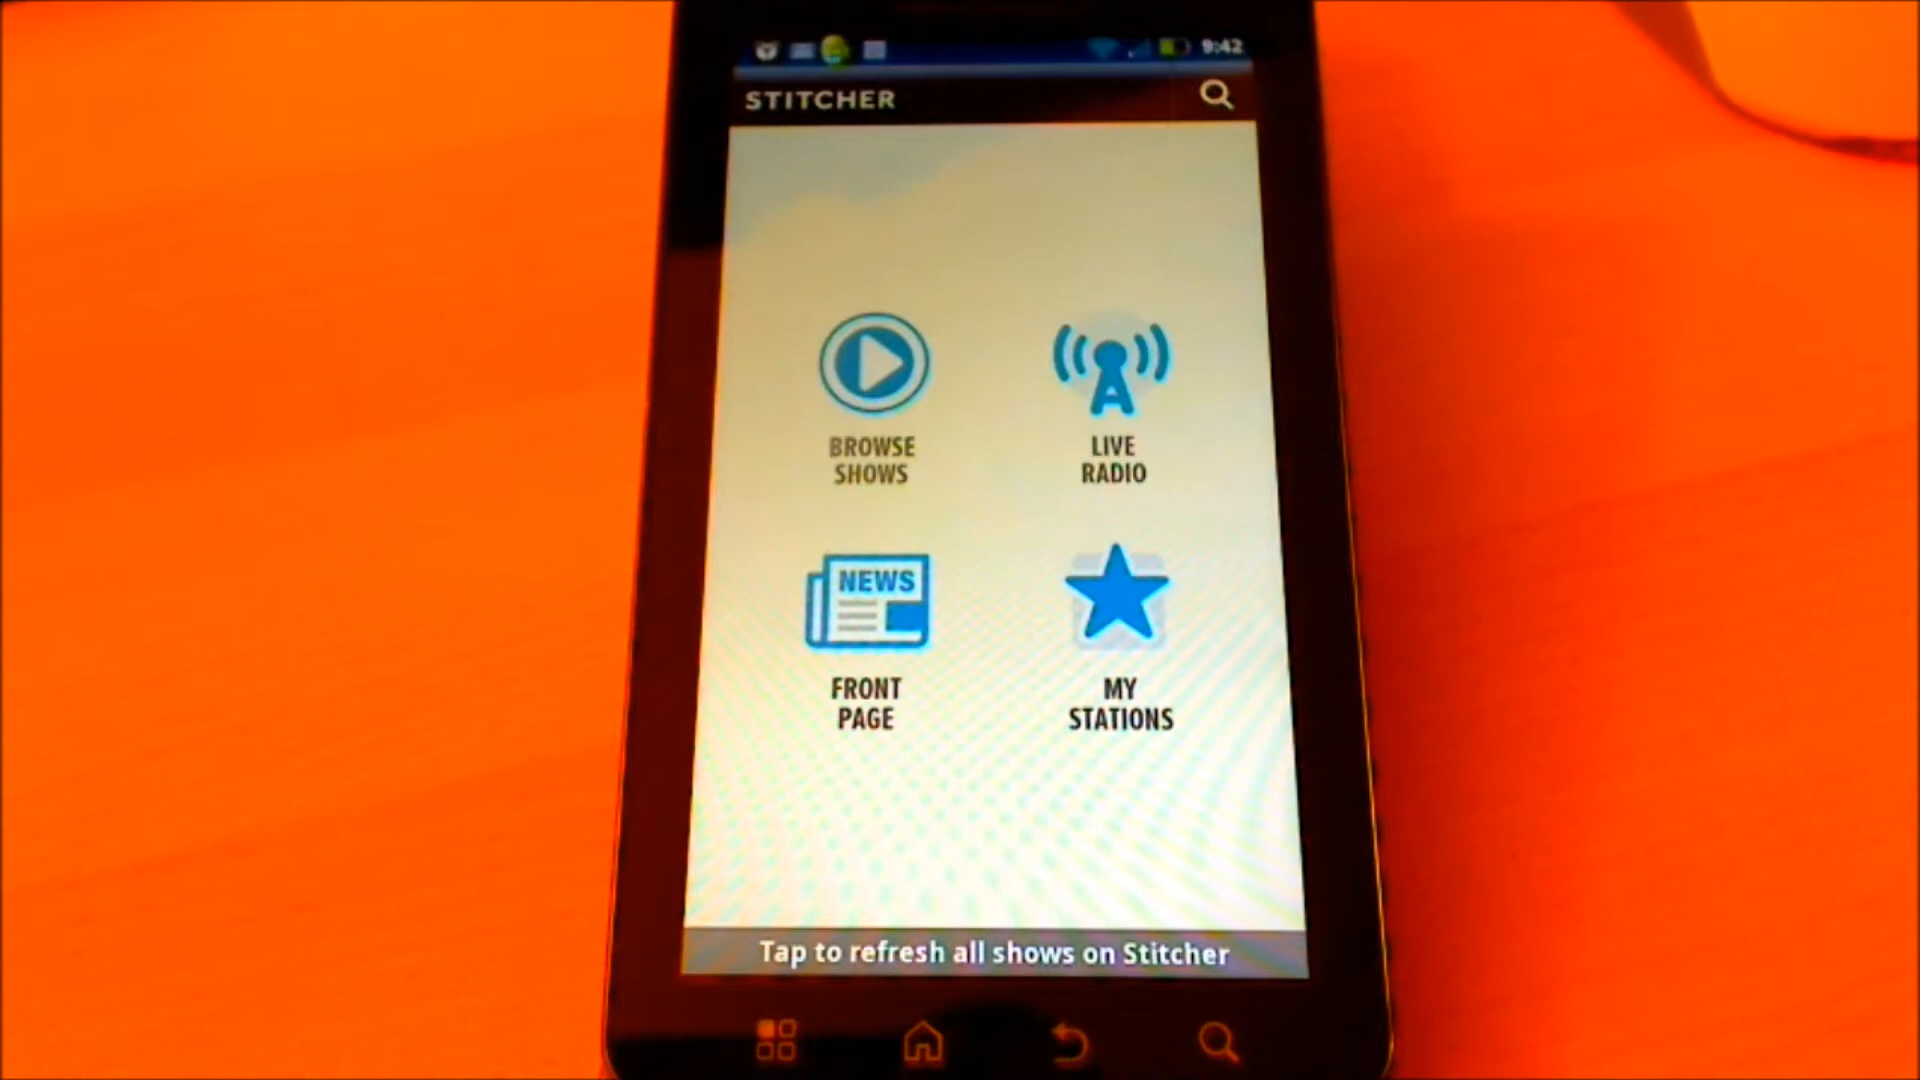 9:42
STITCHER
BROWSE
SHOWS
LIVE
RADIO
NEWS
FRONT
PAGE
MY
STATIONS
Tap to refresh all shows on Stitcher